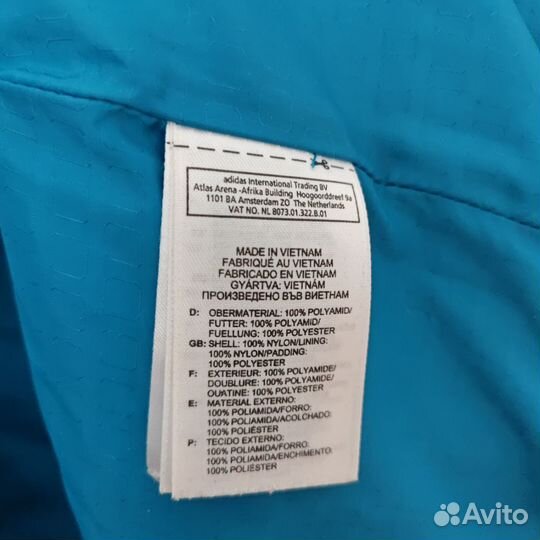 adidas International Trading BV
Atlas Arena -Afrika Building Hoogoorddreef 9a
1101 BA Amsterdam ZO The Netherlands
VAT NO. NL 8073.01.322.B.01
MADE IN VIETNAM
FABRIQUÉ AU VIETNAM
FABRICADO EN VIETNAM
GYÁRTVA: VIETNÁM
ПРОИЗВЕДЕНО ВЪВ ВИЕТНАМ
D: OBERMATERIAL: 100% POLYAMID/
FUTTER: 100% POLYAMID/
FUELLUNG: 100% POLYESTER
GB: SHELL: 100% NYLON/LINING:
100% NYLON/PADDING:
100% POLYESTER
F: EXTERIEUR: 100% POLYAMIDE/
DOUBLURE: 100% POLYAMIDE/
OUATINE: 100% POLYESTER
E: MATERIAL EXTERNO:
100% POLIAMIDA/FORRO:
100% POLIAMIDA/ACOLCHADO:
100% POLIÉSTER
P: TECIDO EXTERNO:
100% POLIAMIDA/FORRO:
100% POLIAMIDA/ENCHIMENTO:
100% POLIÉSTER
Avito